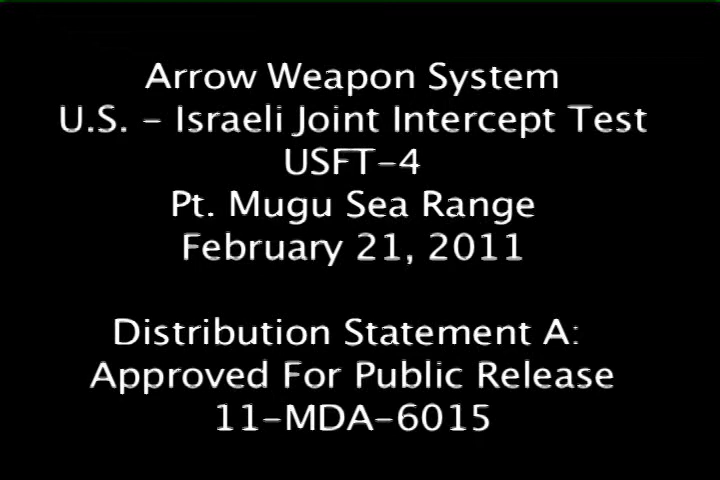 Arrow Weapon System
U.S. - Israeli Joint Intercept Test
USFT-4
Pt. Mugu Sea Range
February 21, 2011
Distribution Statement A:
Approved For Public Release
11-MDA-6015